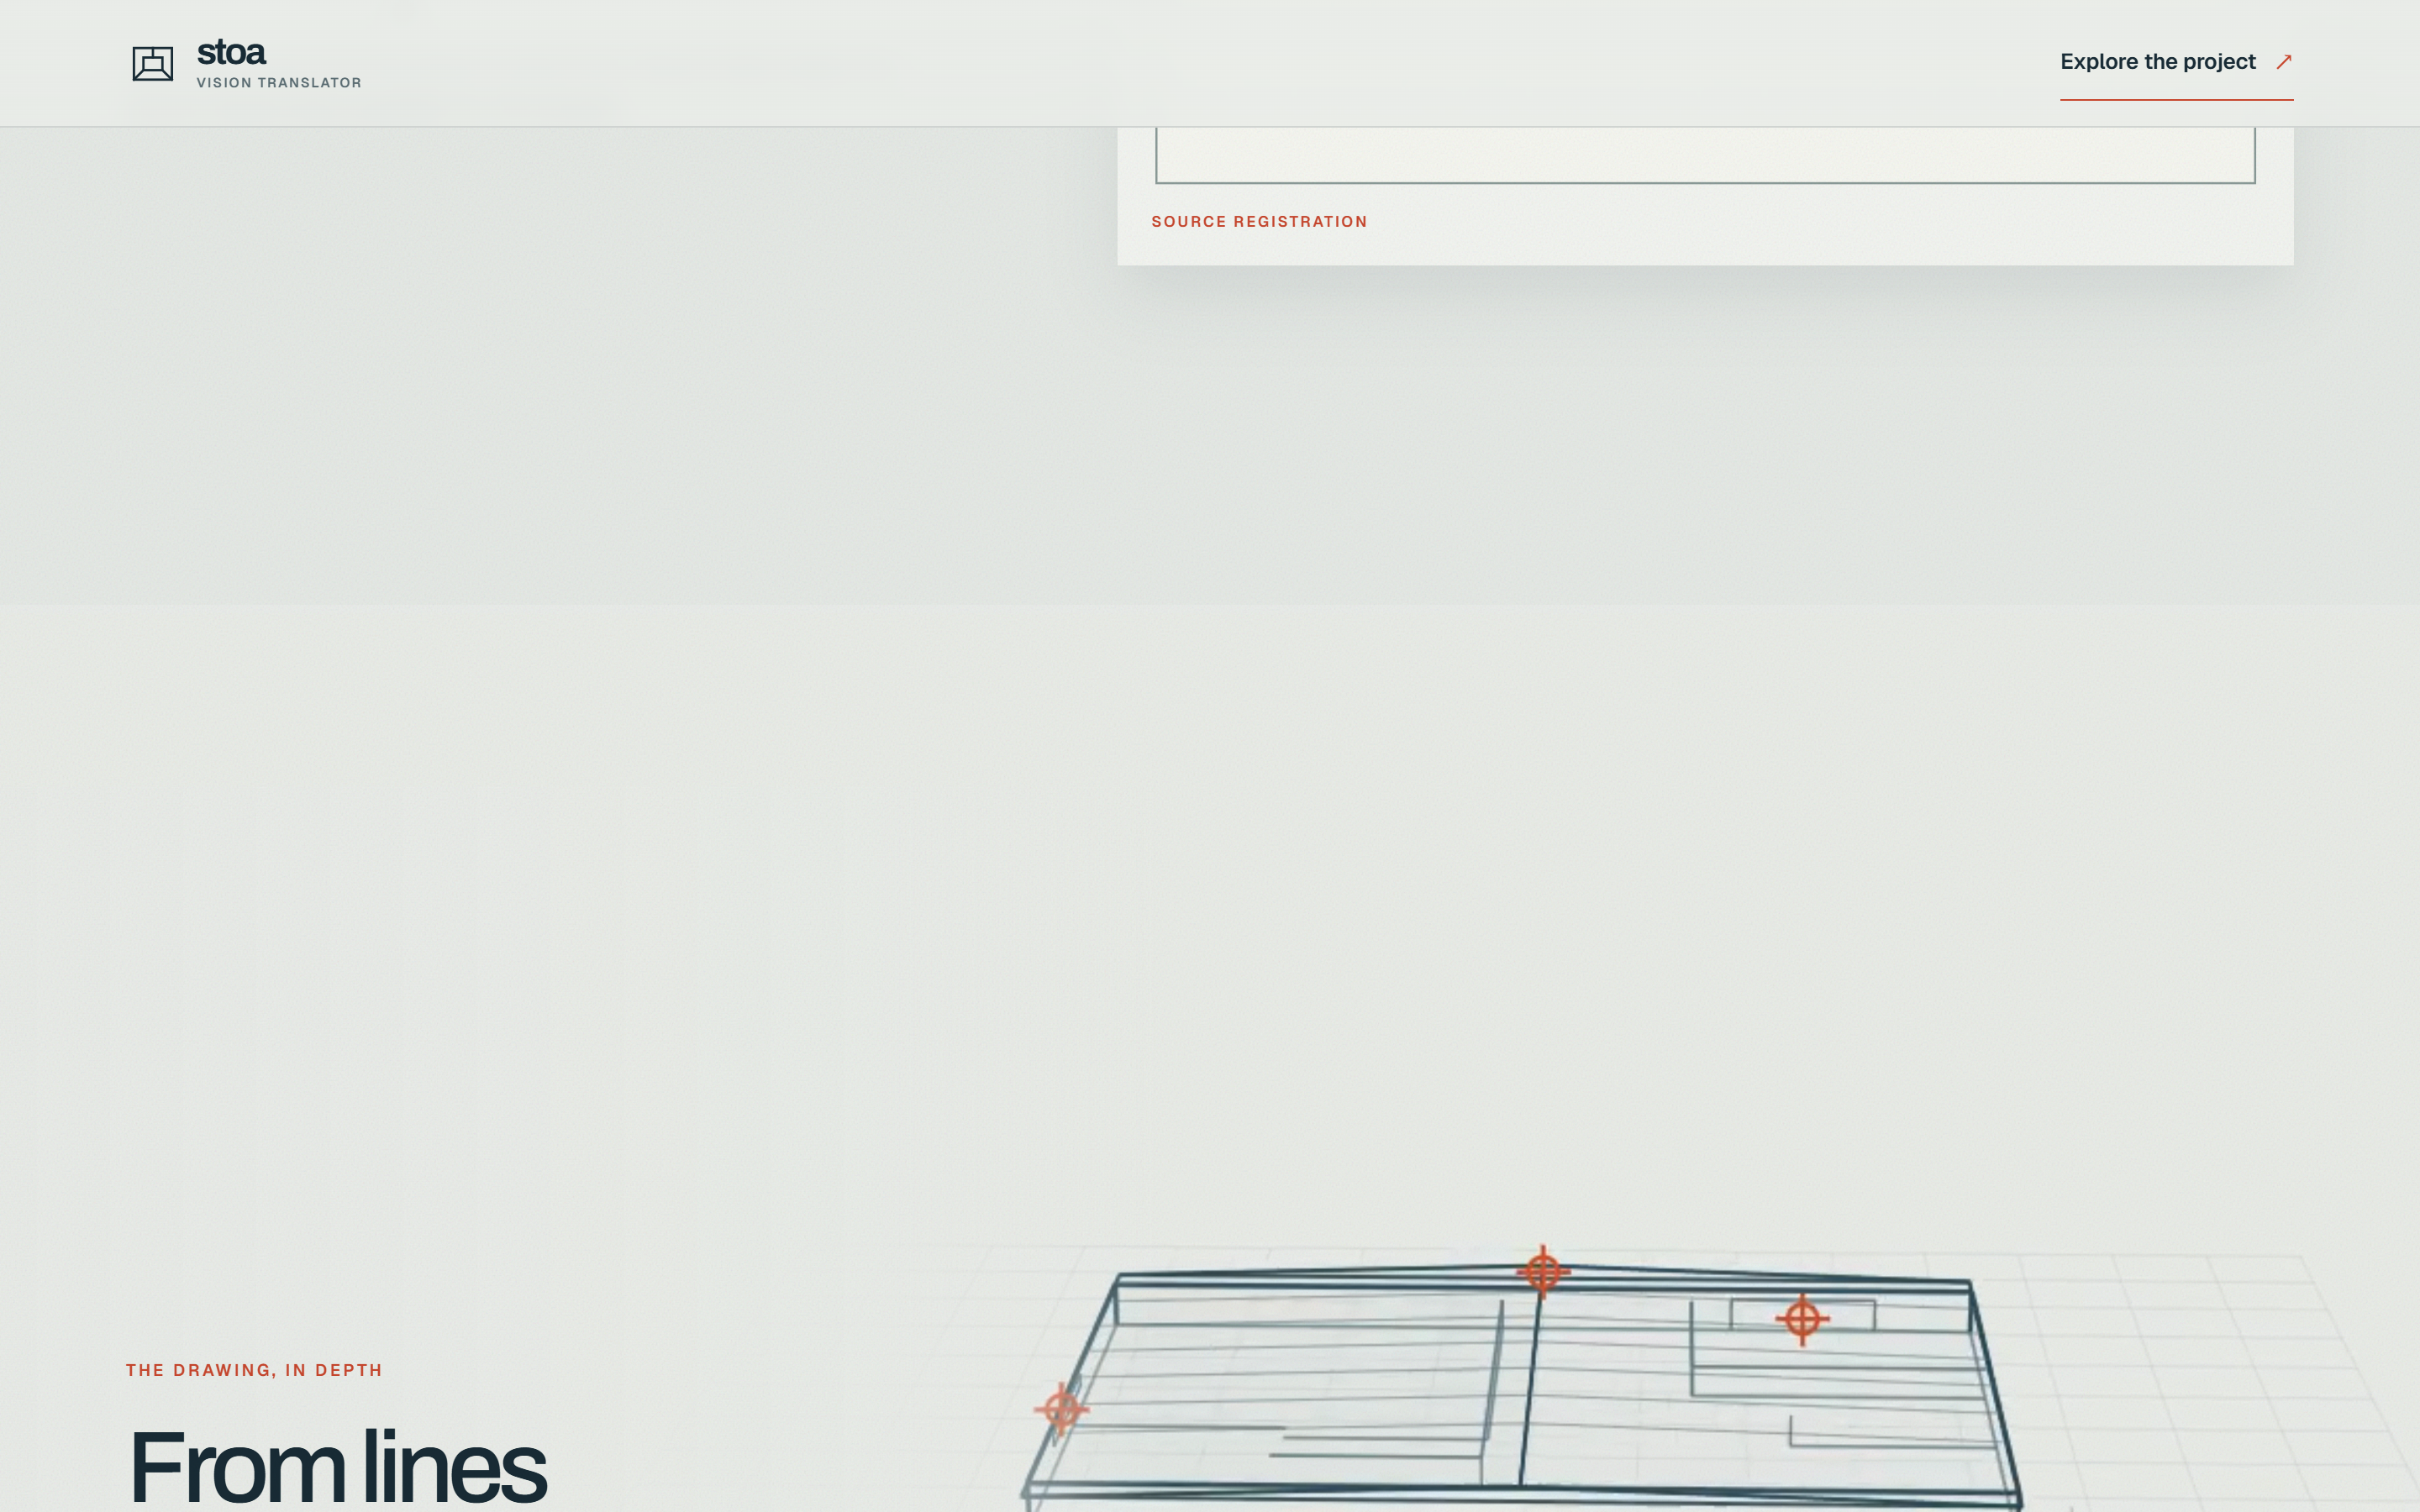 stoa
VISION TRANSLATOR
Explore the project ↗
SOURCE REGISTRATION
THE DRAWING, IN DEPTH
From lines